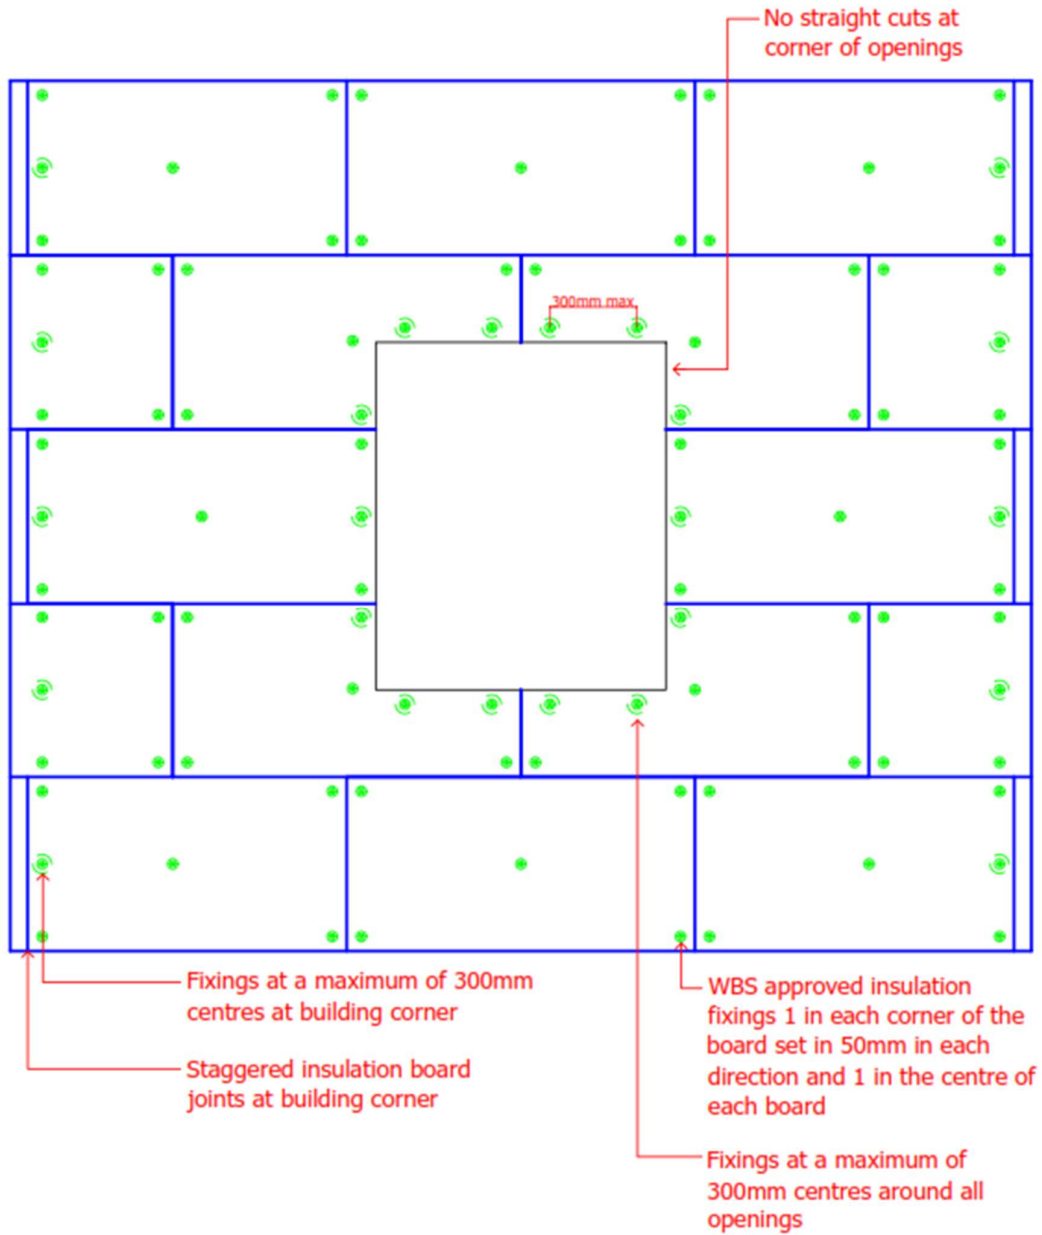 No straight cuts at
corner of openings
300mm max
Fixings at a maximum of 300mm
centres at building corner
Staggered insulation board
joints at building corner
WBS approved insulation
fixings 1 in each corner of the
board set in 50mm in each
direction and 1 in the centre of
each board
Fixings at a maximum of
300mm centres around all
openings